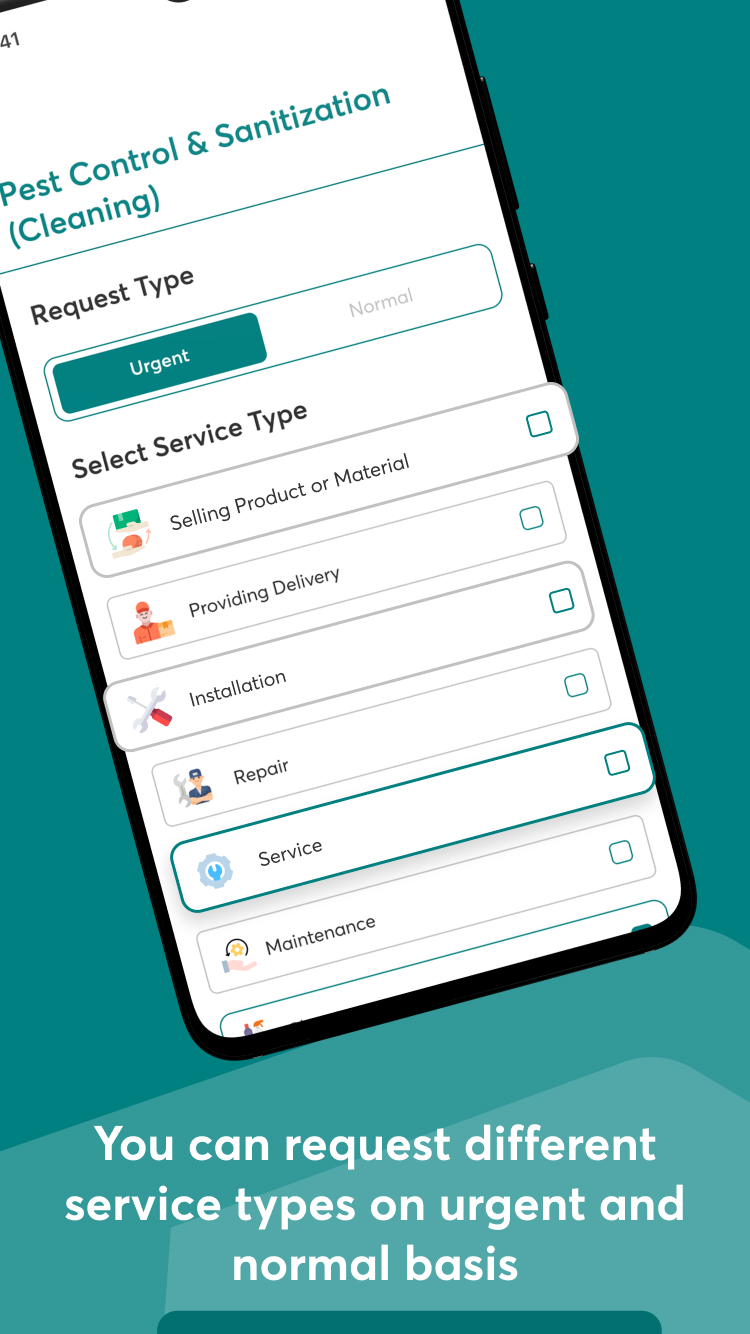 41
Pest Control & Sanitization
(Cleaning)
Request Type
Urgent
Normal
Select Service Type
Selling Product or Material
Providing Delivery
Installation
Repair
Service
Maintenance
You can request different
service types on urgent and
normal basis